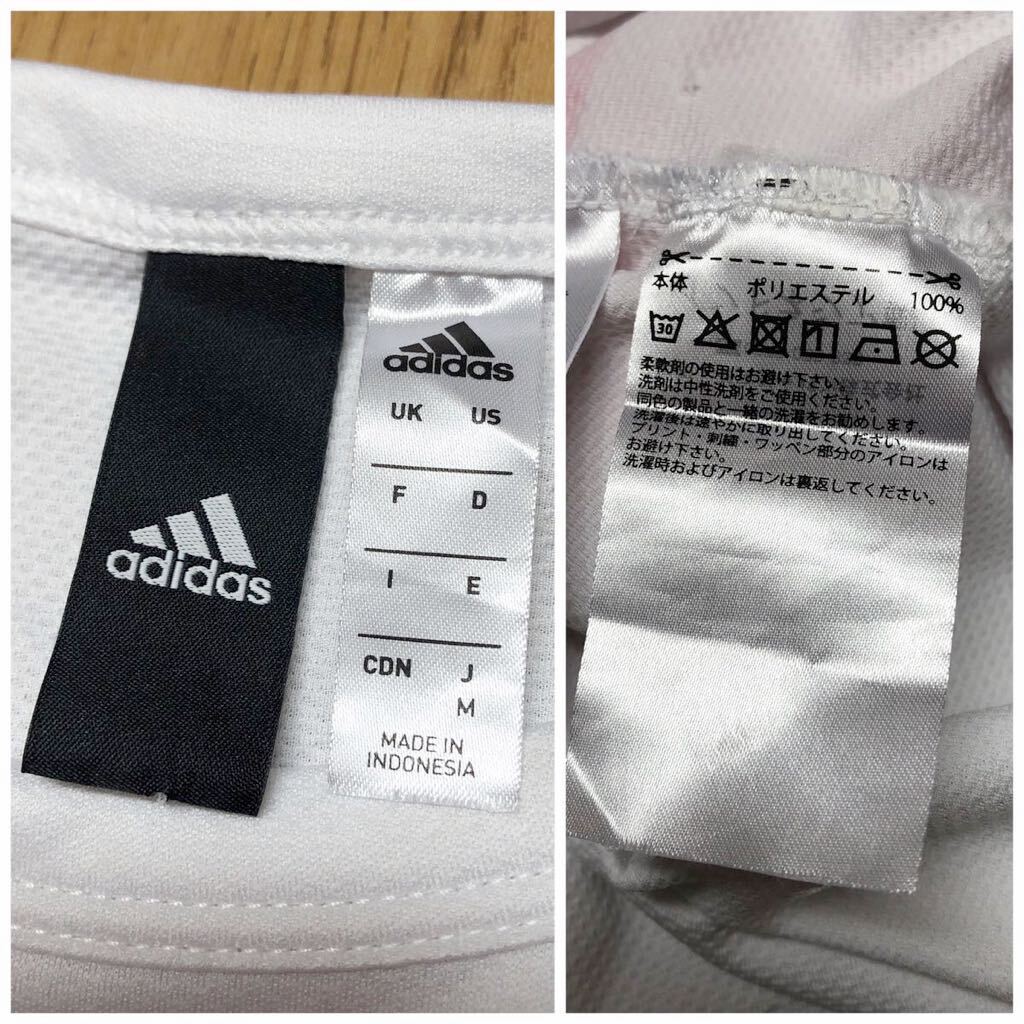 adidas
adidas
UK US
F D
I E
CDN J
M
MADE IN
INDONESIA
本体 ポリエステル 100%
30
柔軟剤の使用はお避け下さい。
洗剤は中性洗剤をご使用ください。
同色の製品と一緒の洗濯をお勧めします。
洗濯後は速やかに取り出してください。
プリント・刺繍・ワッペン部分のアイロンは
お避け下さい。
洗濯時およびアイロンは裏返してください。